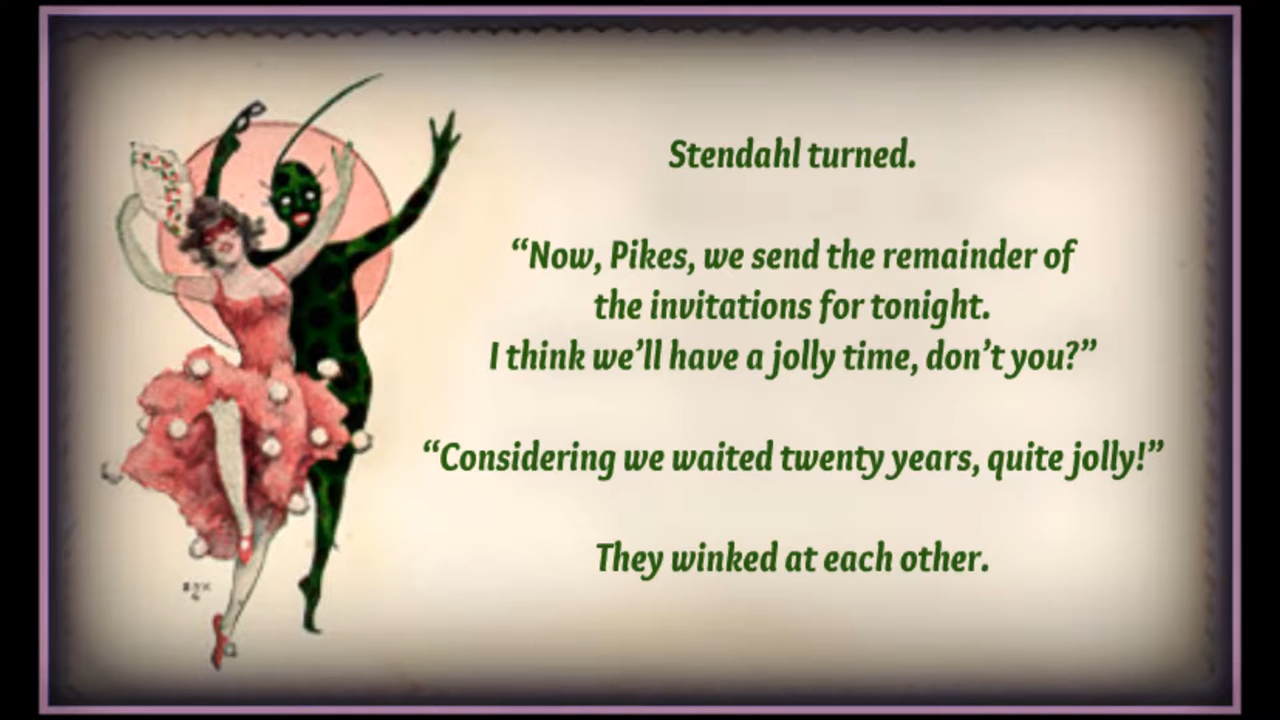 Stendahl turned.
“Now, Pikes, we send the remainder of
the invitations for tonight.
I think we’ll have a jolly time, don’t you?”
“Considering we waited twenty years, quite jolly!”
They winked at each other.